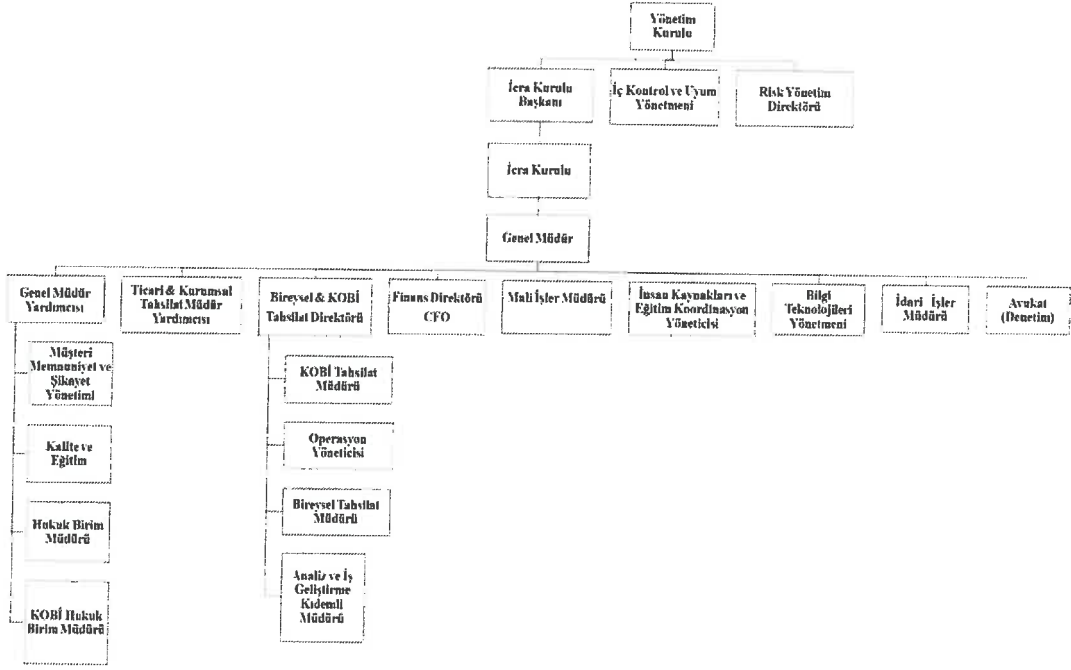 Yönetim
Kurulu
İcra Kurulu
Başkanı
İç Kontrol ve Uyum
Yönetmeni
Risk Yönetim
Direktörü
İcra Kurulu
Genel Müdür
Genel Müdür
Yardımcısı
Ticari & Kurumsal
Tahsilat Müdür
Yardımcısı
Bireysel & KOBİ
Tahsilat Direktörü
Finans Direktörü
CFO
Mali İşler Müdürü
İnsan Kaynakları ve
Eğitim Koordinasyon
Yöneticisi
Bilgi
Teknolojileri
Yönetmeni
İdari İşler
Müdürü
Avukat
(Denetim)
Müşteri
Memnuniyet ve
Şikayet
Yönetimi
Kalite ve
Eğitim
Hukuk Birim
Müdürü
KOBİ Hukuk
Birim Müdürü
KOBİ Tahsilat
Müdürü
Operasyon
Yöneticisi
Bireysel Tahsilat
Müdürü
Analiz ve İş
Geliştirme
Kıdemli
Müdürü